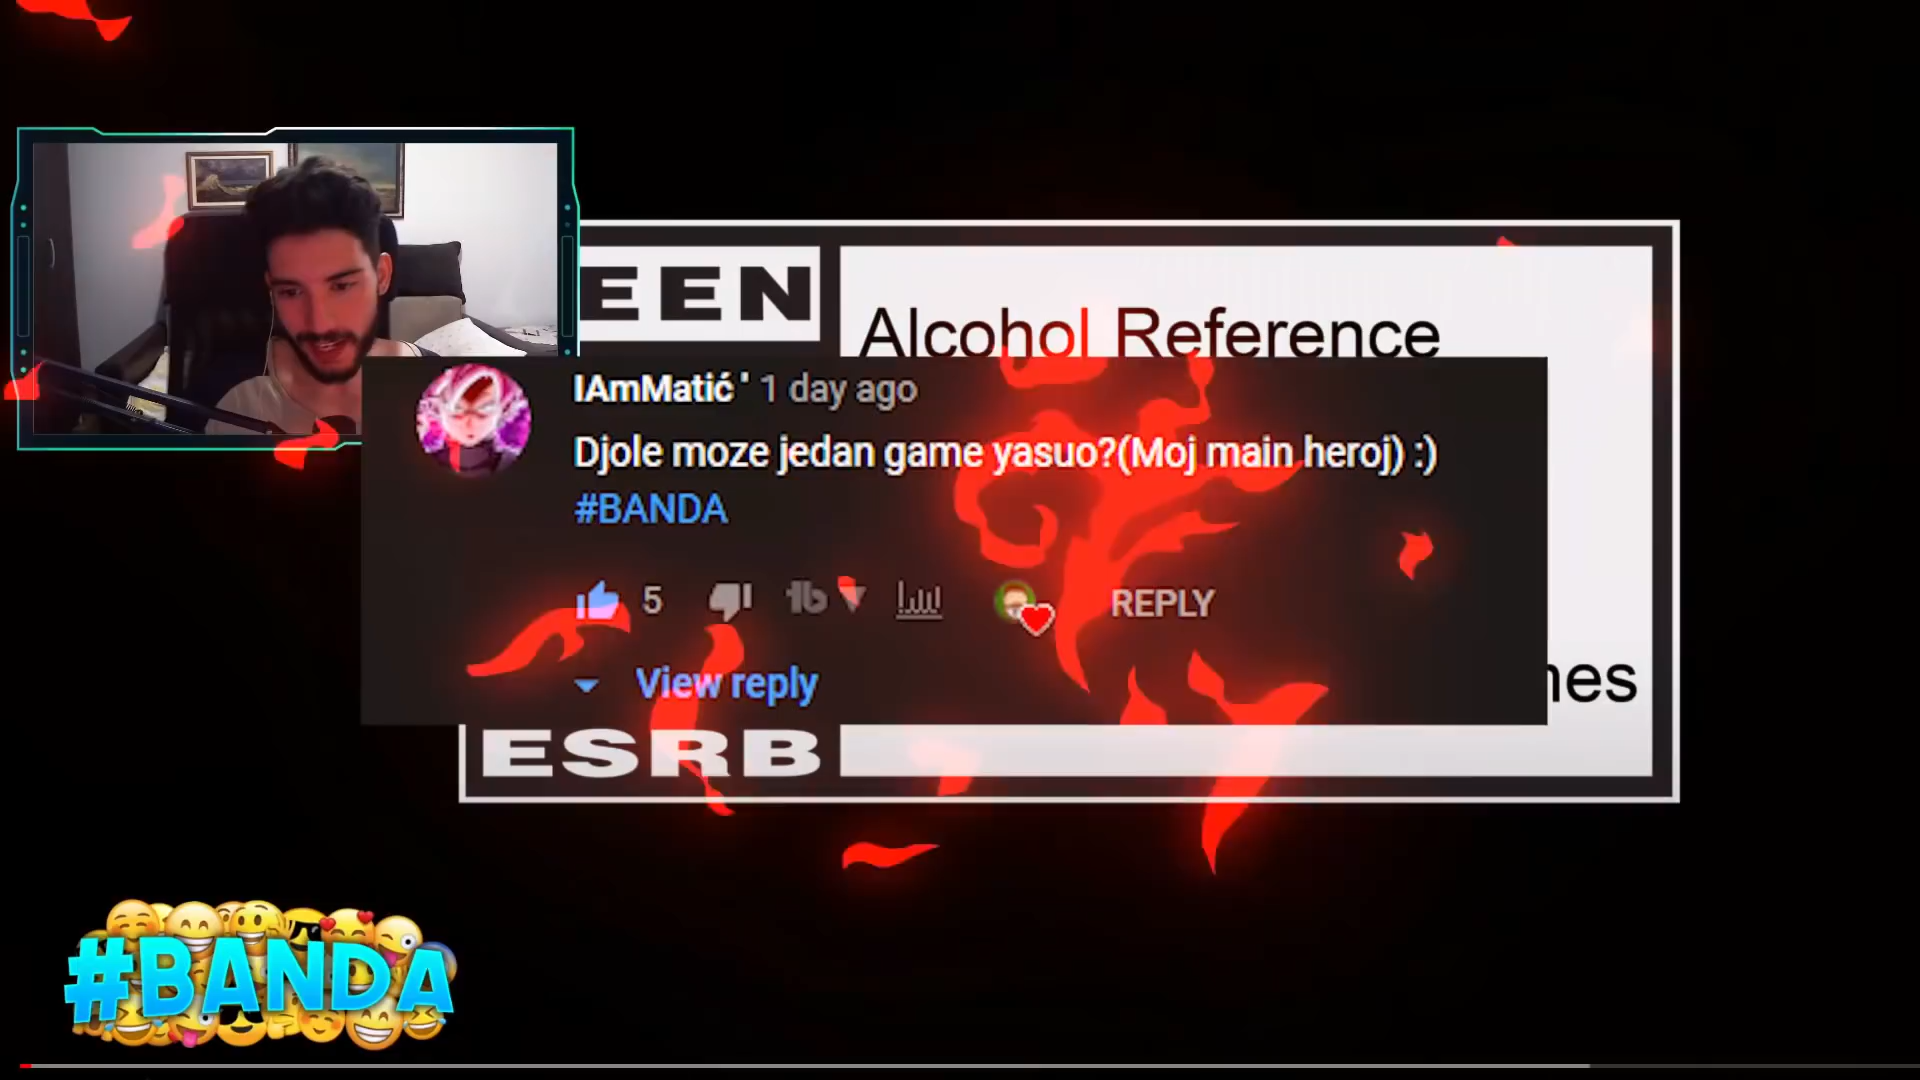 EEN
Alcohol Reference
IAmMatić ' 1 day ago
Djole moze jedan game yasuo?(Moj main heroj) :)
#BANDA
5
REPLY
View reply
nes
ESRB
#BANDA